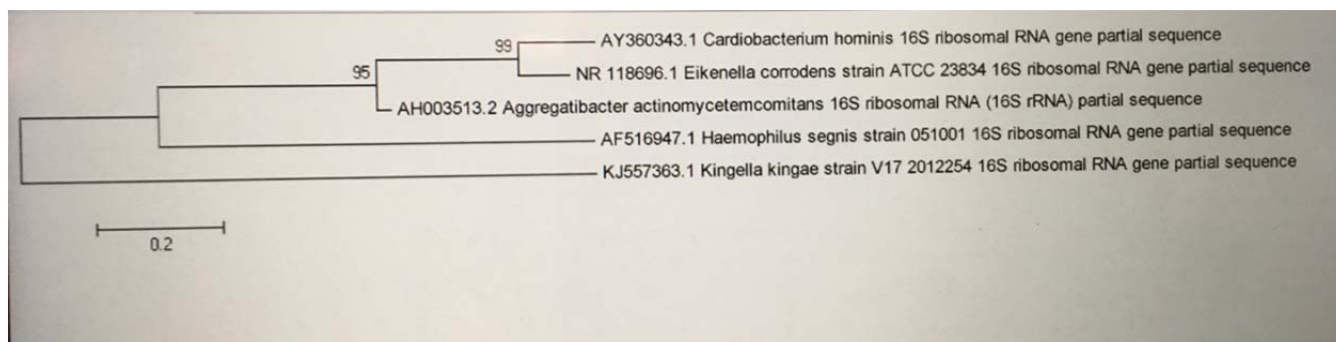 99
AY360343.1 Cardiobacterium hominis 16S ribosomal RNA gene partial sequence
95
NR 118696.1 Eikenella corrodens strain ATCC 23834 16S ribosomal RNA gene partial sequence
AH003513.2 Aggregatibacter actinomycetemcomitans 16S ribosomal RNA (16S rRNA) partial sequence
AF516947.1 Haemophilus segnis strain 051001 16S ribosomal RNA gene partial sequence
KJ557363.1 Kingella kingae strain V17 2012254 16S ribosomal RNA gene partial sequence
0.2